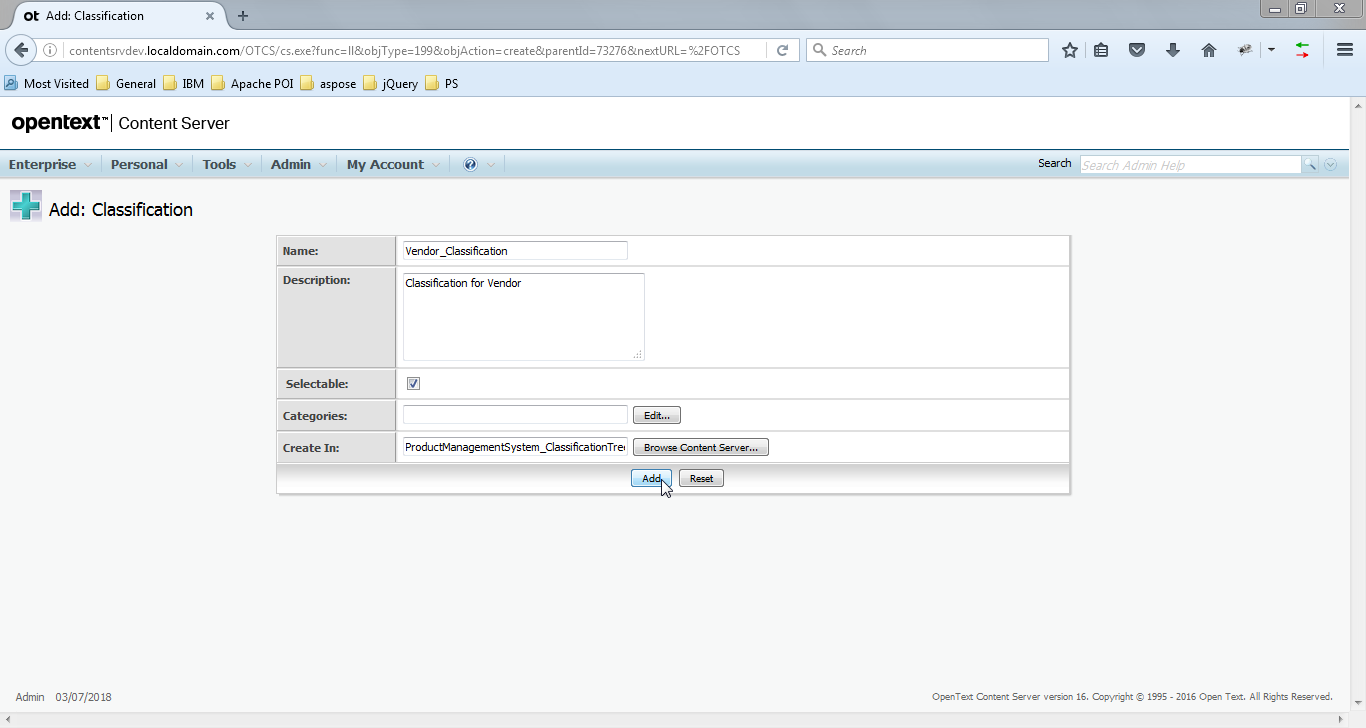 ot Add: Classification
contentsrvdev.localdomain.com/OTCS/cs.exe?func=ll&objType=199&objAction=create&parentId=73276&nextURL=%2FOTCS
Search
Most Visited General IBM Apache POI aspose jQuery PS
opentext™ | Content Server
Enterprise Personal Tools Admin My Account ? Search Search Admin Help
Add: Classification
Name: Vendor_Classification
Description: Classification for Vendor
Selectable:
Categories: Edit...
Create In: ProductManagementSystem_ClassificationTree Browse Content Server...
Add Reset
Admin 03/07/2018 OpenText Content Server version 16. Copyright © 1995 - 2016 Open Text. All Rights Reserved.